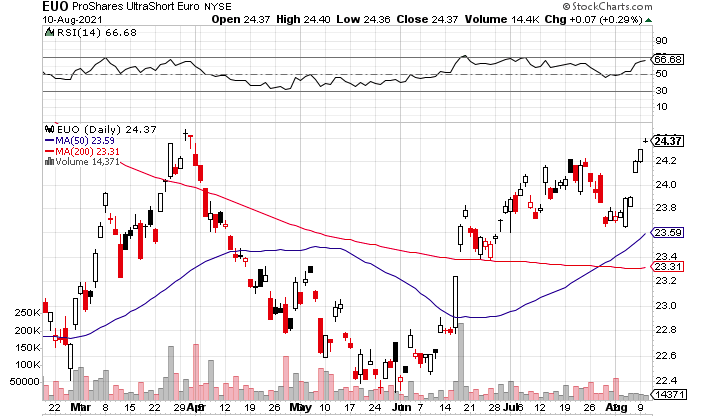 EUO ProShares UltraShort Euro NYSE © StockCharts.com
10-Aug-2021 Open 24.37 High 24.40 Low 24.36 Close 24.37 Volume 14.4K Chg +0.07 (+0.29%)
RSI(14) 66.68
90
70
66.68
50
30
10
EUO (Daily) 24.37
MA(50) 23.59
MA(200) 23.31
Volume 14,371
24.37
24.2
24.0
23.8
23.59
23.4
23.31
23.2
23.0
22.8
22.6
22.4
250K
200K
150K
100K
50000
14371
22 Mar 8 15 22 Apr 12 19 26 May 10 17 24 Jun 7 14 21 28 Jul 6 12 19 26 Aug 9